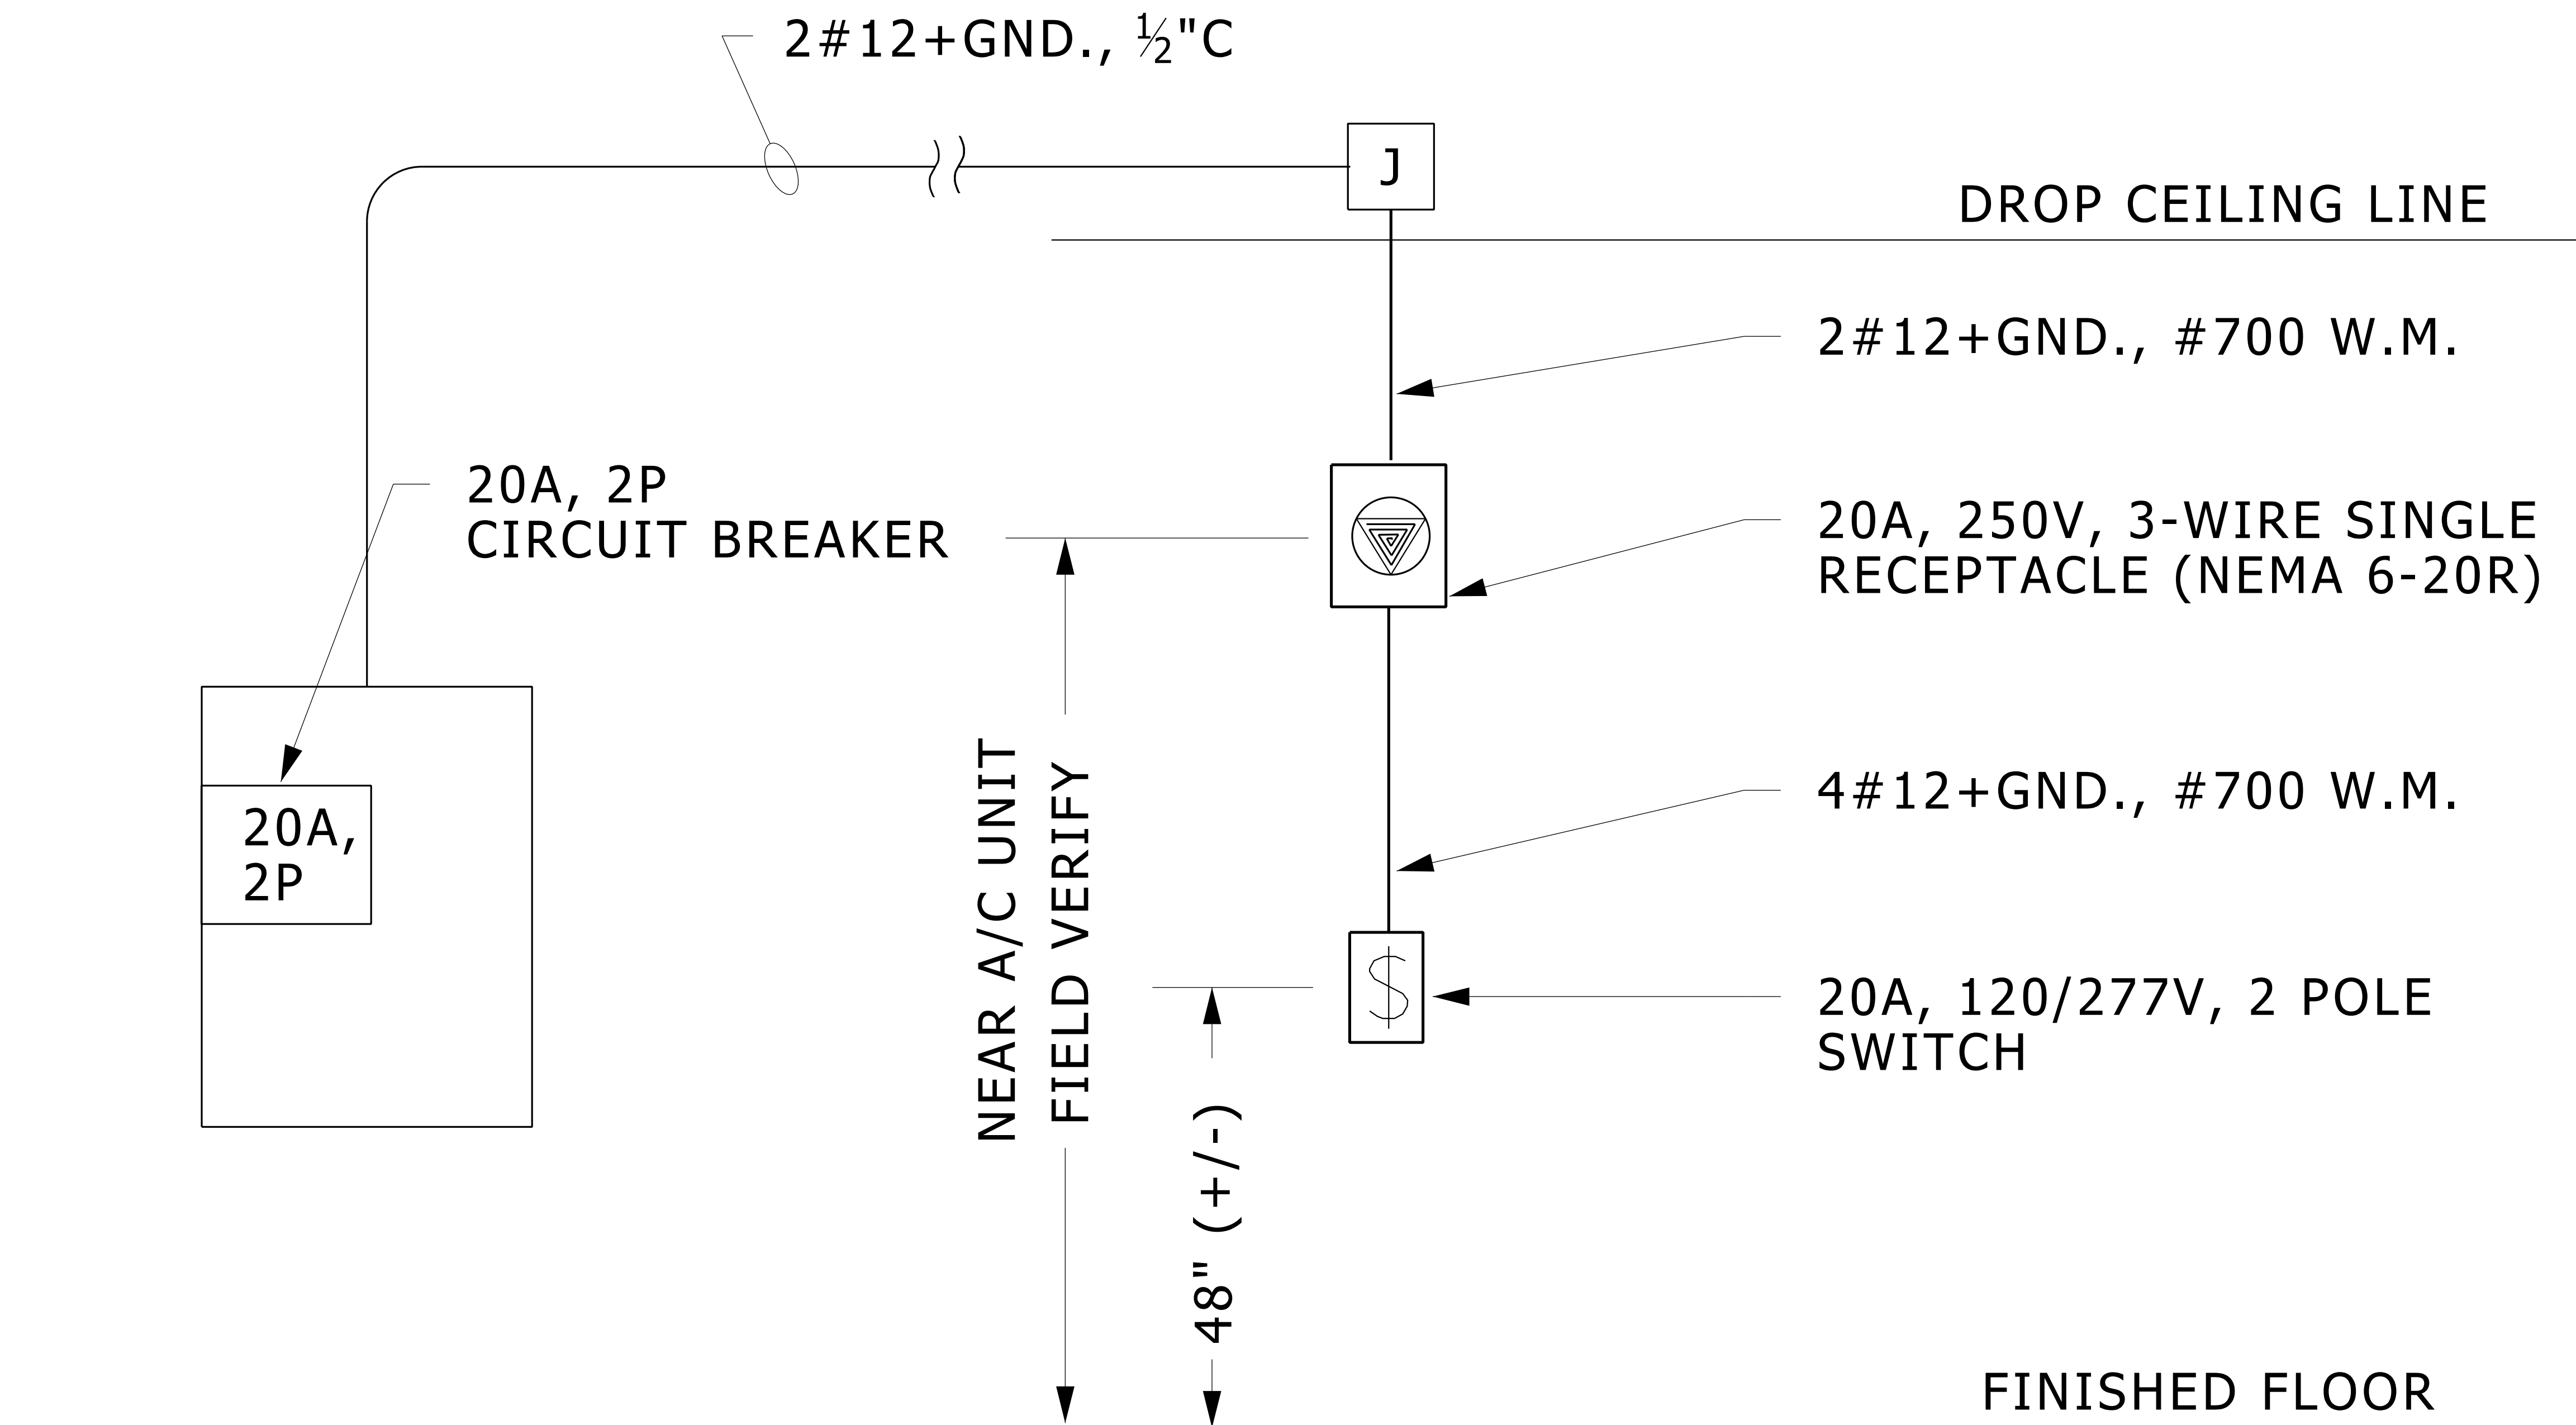 2#12+GND., ½"C
J
DROP CEILING LINE
2#12+GND., #700 W.M.
20A, 2P
CIRCUIT BREAKER
20A, 250V, 3-WIRE SINGLE
RECEPTACLE (NEMA 6-20R)
20A,
2P
NEAR A/C UNIT
FIELD VERIFY
4#12+GND., #700 W.M.
$
20A, 120/277V, 2 POLE
SWITCH
48" (+/-)
FINISHED FLOOR